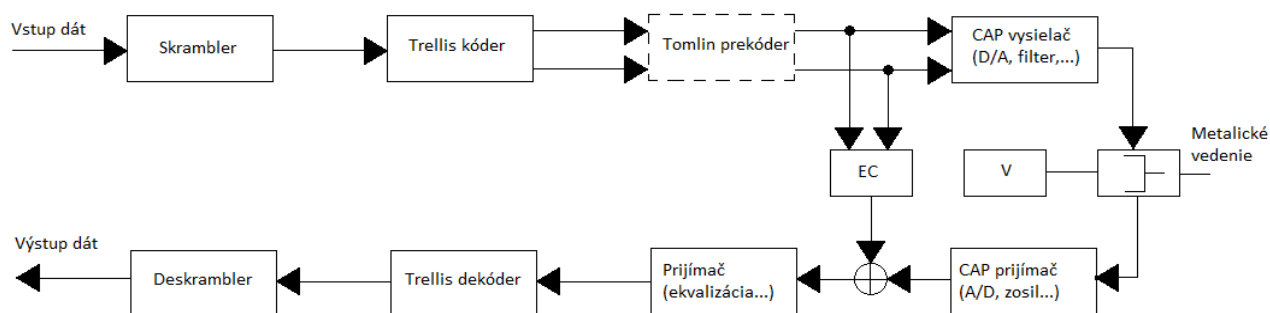 Vstup dát
Skrambler
Trellis kóder
Tomlin prekóder
CAP vysielač
(D/A, filter,...)
Metalické
vedenie
EC
V
Výstup dát
Deskrambler
Trellis dekóder
Prijímač
(ekvalizácia...)
CAP prijímač
(A/D, zosil...)